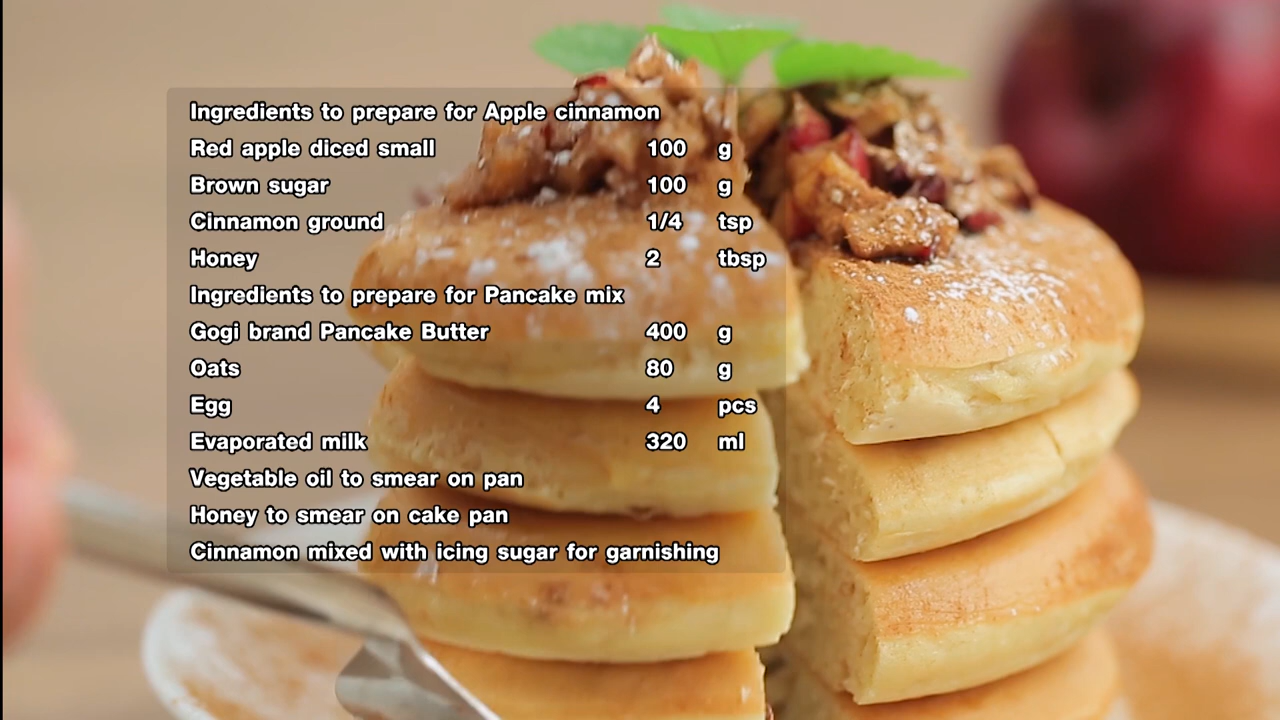 Ingredients to prepare for Apple cinnamon
Red apple diced small 100 g
Brown sugar 100 g
Cinnamon ground 1/4 tsp
Honey 2 tbsp
Ingredients to prepare for Pancake mix
Gogi brand Pancake Butter 400 g
Oats 80 g
Egg 4 pcs
Evaporated milk 320 ml
Vegetable oil to smear on pan
Honey to smear on cake pan
Cinnamon mixed with icing sugar for garnishing